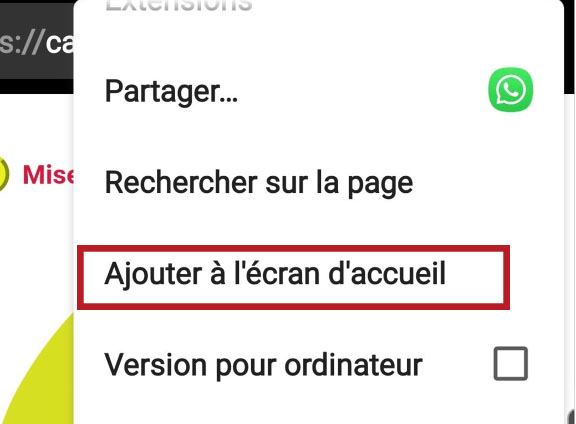 Extensions
s://ca
Partager...
Mise
Rechercher sur la page
Ajouter à l'écran d'accueil
Version pour ordinateur